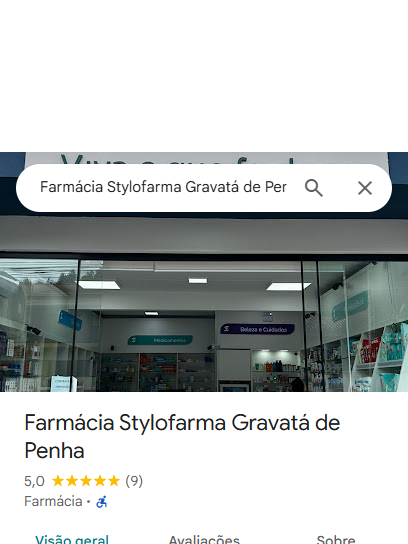 Farmácia Stylofarma Gravatá de Per
Medicamentos
Beleza e Cuidados
Farmácia Stylofarma Gravatá de
Penha
5,0 ★★★★★ (9)
Farmácia ·
Visão geral Avaliações Sobre